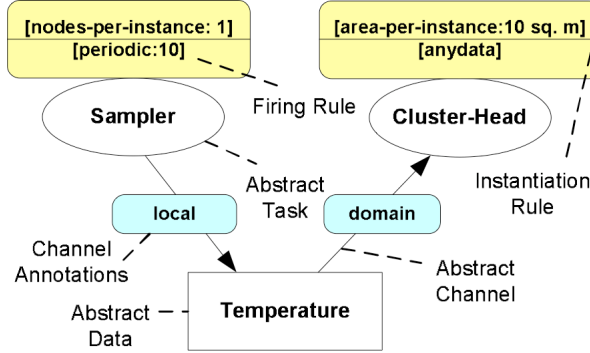 [nodes-per-instance: 1]
[periodic:10]
[area-per-instance:10 sq. m]
[anydata]
Sampler
Firing Rule
Cluster-Head
Abstract
Task
Instantiation
Rule
local
domain
Channel
Annotations
Abstract
Channel
Abstract
Data
Temperature